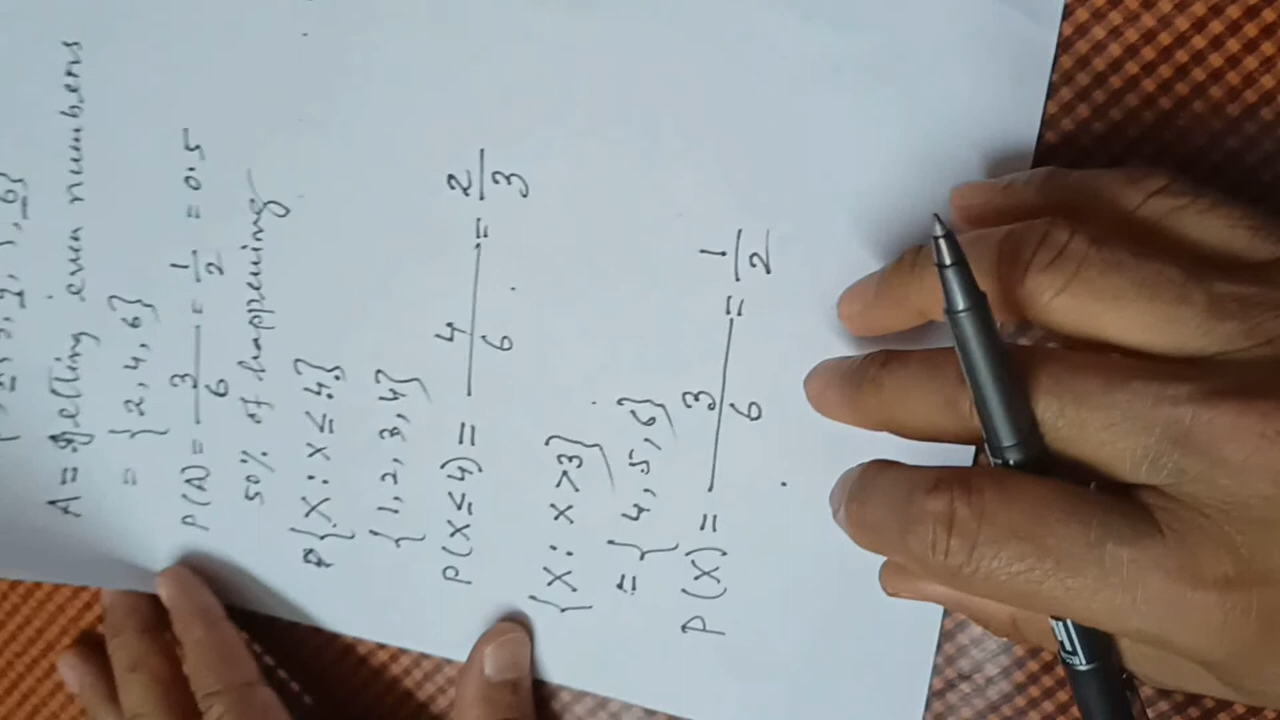 , 6}
A = getting even numbers
= {2, 4, 6}
P(A) = 3/6 = 1/2 = 0.5
50% of happening
P{X: x ≤ 4}
{1, 2, 3, 4}
P(X ≤ 4) = 4/6 = 2/3
{X: x > 3}
= {4, 5, 6}
P(X) = 3/6 = 1/2